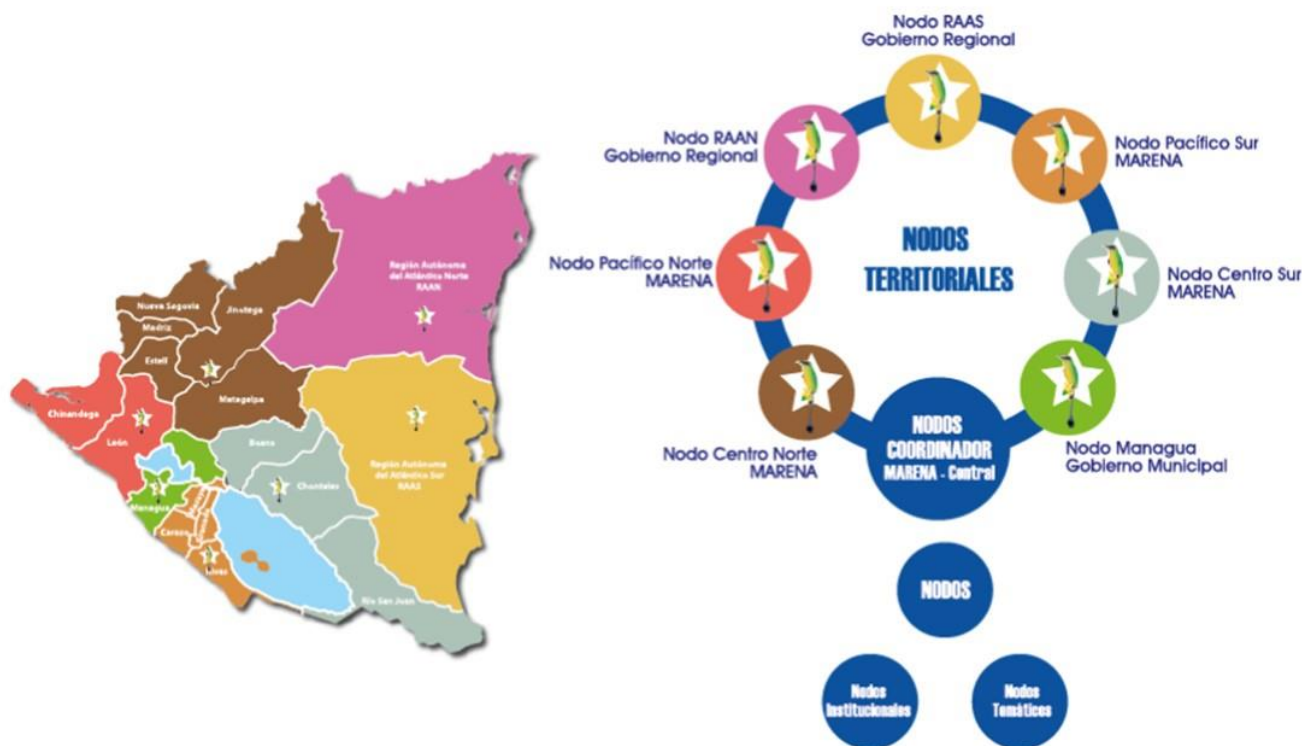 Nueva Segovia
Madriz
Jinotega
Estelí
Matagalpa
Chinandega
León
Managua
Carazo
Rivas
Boaco
Chontales
Río San Juan
Región Autónoma
del Atlántico Norte
RAAN
Región Autónoma
del Atlántico Sur
RAAS
Nodo RAAS
Gobierno Regional
Nodo RAAN
Gobierno Regional
Nodo Pacífico Sur
MARENA
Nodo Pacífico Norte
MARENA
NODOS
TERRITORIALES
Nodo Centro Sur
MARENA
Nodo Centro Norte
MARENA
NODOS
COORDINADOR
MARENA - Central
Nodo Managua
Gobierno Municipal
NODOS
Nodos
Institucionales
Nodos
Temáticos